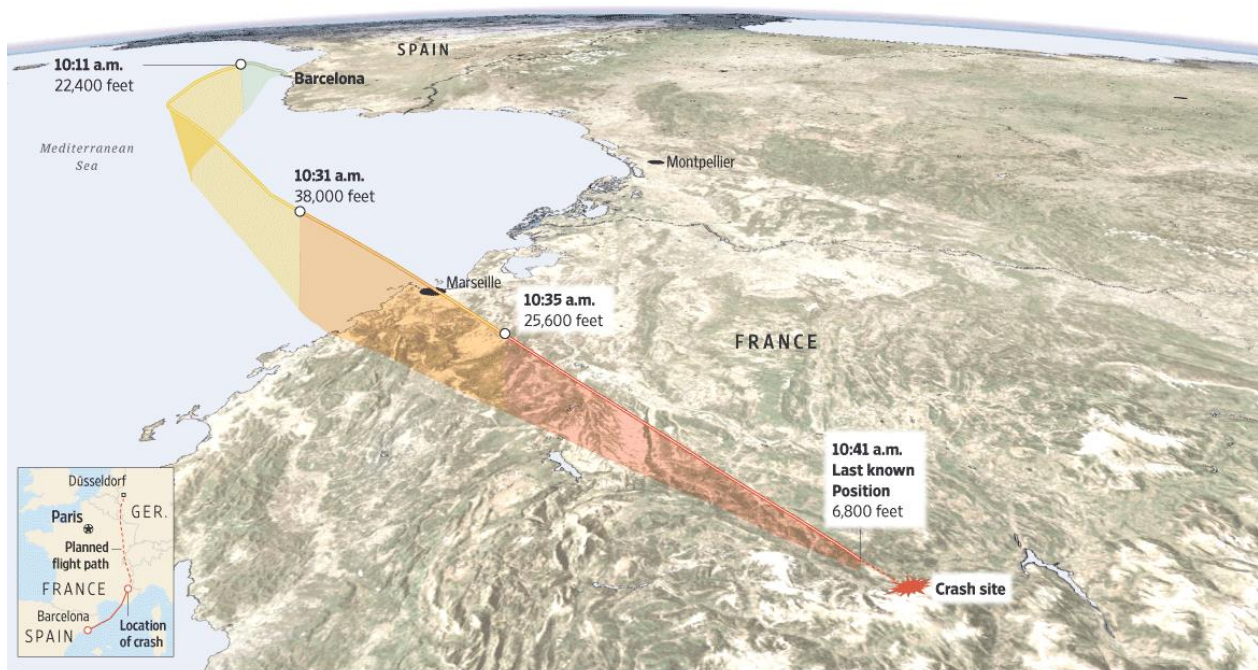 SPAIN
10:11 a.m.
22,400 feet
Barcelona
Mediterranean
Sea
Montpellier
10:31 a.m.
38,000 feet
Marseille
10:35 a.m.
25,600 feet
FRANCE
10:41 a.m.
Last known
Position
6,800 feet
Crash site
Düsseldorf
GER.
Paris
Planned
flight path
FRANCE
Barcelona
SPAIN
Location
of crash